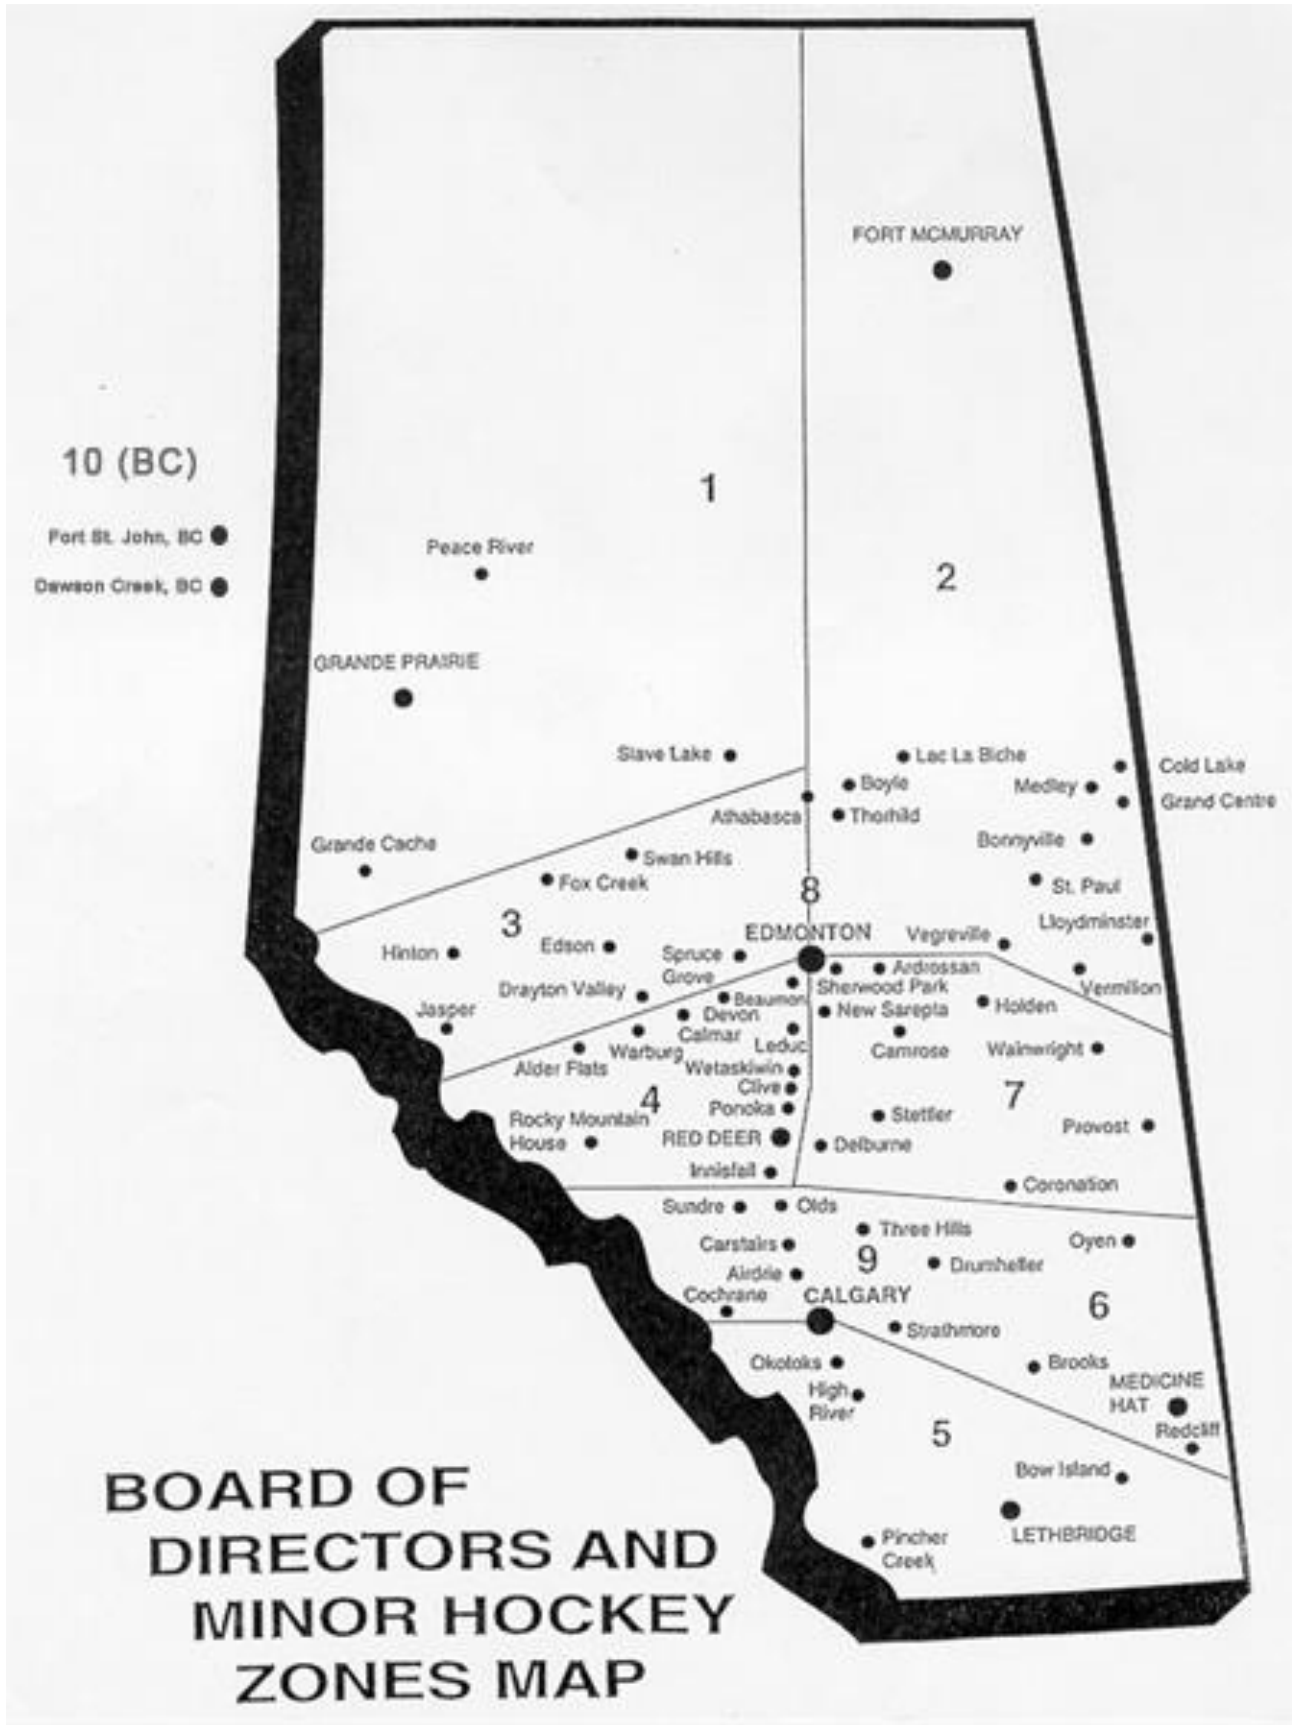 FORT MCMURRAY
10 (BC)
1
Fort St. John, BC
Peace River
2
Dawson Creek, BC
GRANDE PRAIRIE
Slave Lake
Lac La Biche
Cold Lake
Boyle
Medley
Grand Centre
Athabasca
Thorhild
Bonnyville
Grande Cache
Swan Hills
Fox Creek
St. Paul
8
3
Lloydminster
EDMONTON
Vegreville
Hinton
Edson
Spruce
Grove
Ardrossan
Sherwood Park
Vermilion
Drayton Valley
Beaumon
Jasper
Devon
New Sarepta
Holden
Calmar
Leduc
Warburg
Camrose
Wainwright
Alder Flats
Wetaskiwin
Clive
4
Ponoka
7
Rocky Mountain
House
Stettler
Provost
RED DEER
Delburne
Innisfail
Coronation
Sundre
Olds
Three Hills
Oyen
Carstairs
9
Drumheller
Airdrie
Cochrane
CALGARY
6
Strathmore
Okotoks
Brooks
High
River
MEDICINE
HAT
5
Redcliff
Bow Island
LETHBRIDGE
Pincher
Creek
BOARD OF
DIRECTORS AND
MINOR HOCKEY
ZONES MAP